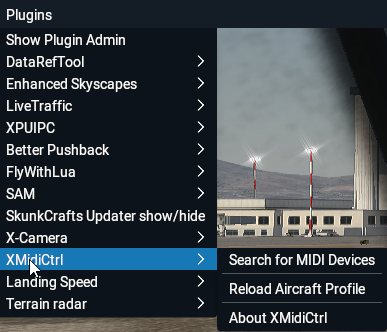 Plugins
Show Plugin Admin
DataRefTool
Enhanced Skyscapes
LiveTraffic
XPUIPC
Better Pushback
FlyWithLua
SAM
SkunkCrafts Updater show/hide
X-Camera
XMidiCtrl
Landing Speed
Terrain radar
Search for MIDI Devices
Reload Aircraft Profile
About XMidiCtrl